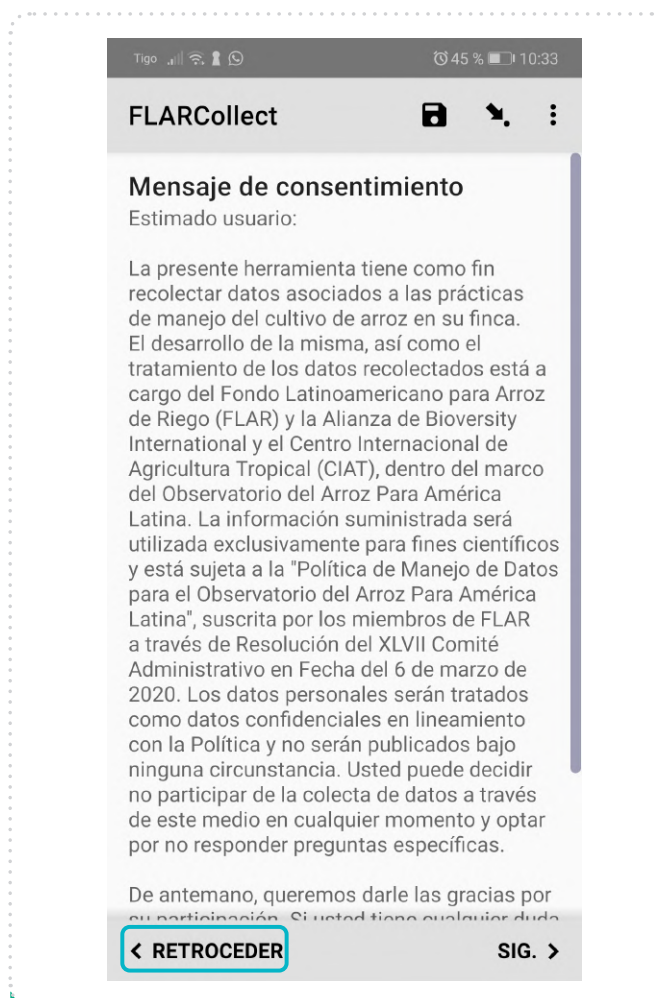 Tigo 45 % 10:33
FLARCollect
Mensaje de consentimiento
Estimado usuario:
La presente herramienta tiene como fin
recolectar datos asociados a las prácticas
de manejo del cultivo de arroz en su finca.
El desarrollo de la misma, así como el
tratamiento de los datos recolectados está a
cargo del Fondo Latinoamericano para Arroz
de Riego (FLAR) y la Alianza de Bioversity
International y el Centro Internacional de
Agricultura Tropical (CIAT), dentro del marco
del Observatorio del Arroz Para América
Latina. La información suministrada será
utilizada exclusivamente para fines científicos
y está sujeta a la "Política de Manejo de Datos
para el Observatorio del Arroz Para América
Latina", suscrita por los miembros de FLAR
a través de Resolución del XLVII Comité
Administrativo en Fecha del 6 de marzo de
2020. Los datos personales serán tratados
como datos confidenciales en lineamiento
con la Política y no serán publicados bajo
ninguna circunstancia. Usted puede decidir
no participar de la colecta de datos a través
de este medio en cualquier momento y optar
por no responder preguntas específicas.
De antemano, queremos darle las gracias por
su participación. Si usted tiene cualquier duda
< RETROCEDER SIG. >